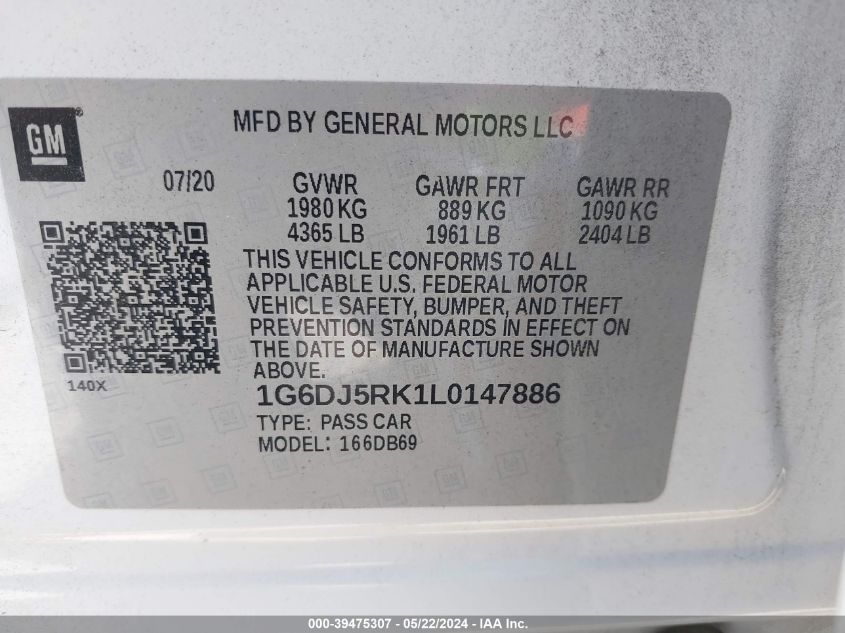 GM
MFD BY GENERAL MOTORS LLC
07/20
GVWR GAWR FRT GAWR RR
1980 KG 889 KG 1090 KG
4365 LB 1961 LB 2404 LB
THIS VEHICLE CONFORMS TO ALL
APPLICABLE U.S. FEDERAL MOTOR
VEHICLE SAFETY, BUMPER, AND THEFT
PREVENTION STANDARDS IN EFFECT ON
THE DATE OF MANUFACTURE SHOWN
ABOVE.
140X
1G6DJ5RK1L0147886
TYPE: PASS CAR
MODEL: 166DB69
000-39475307 - 05/22/2024 - IAA Inc.